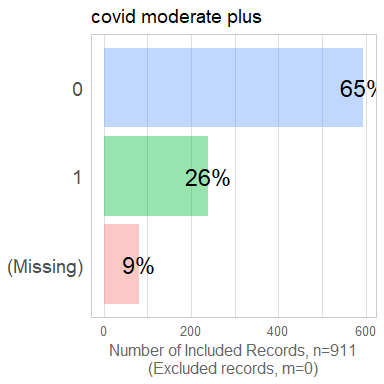 covid moderate plus
0
65%
1
26%
(Missing)
9%
0
200
400
600
Number of Included Records, n=911
(Excluded records, m=0)